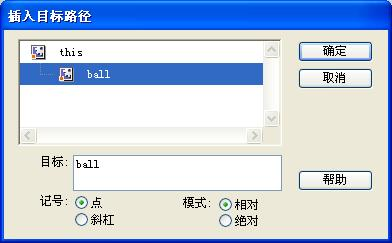 插入目标路径
this
确定
ball
取消
目标:
ball
帮助
记号: 点
模式: 相对
斜杠
绝对